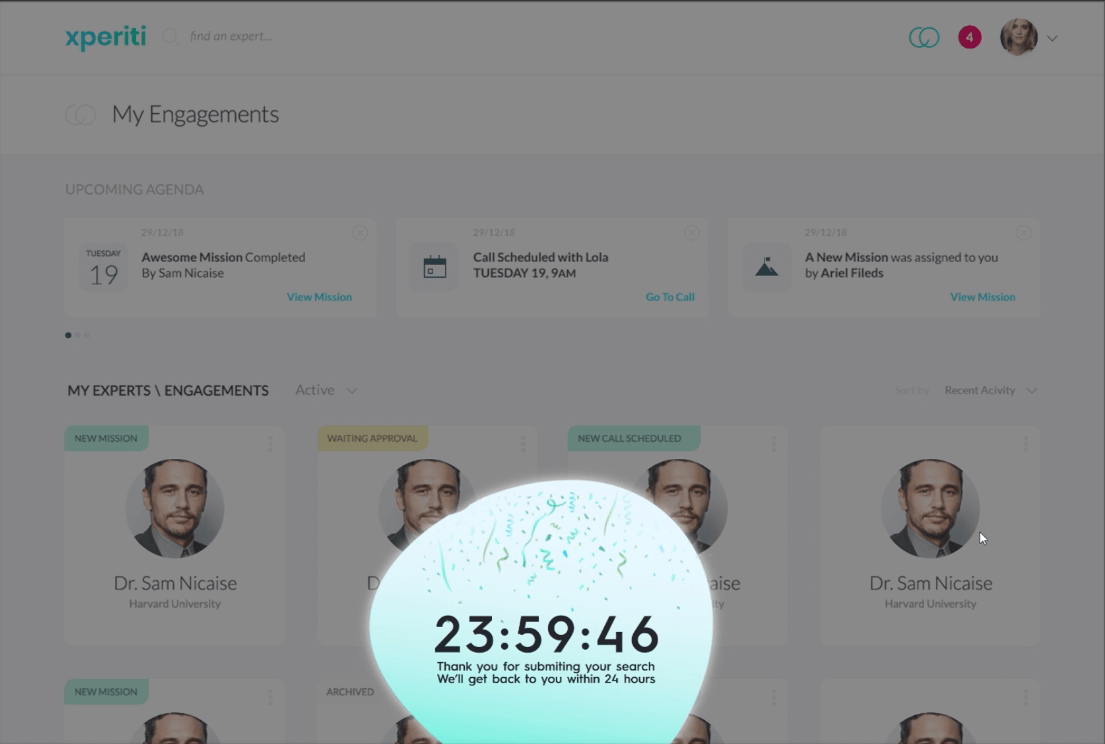 xperiti
find an expert...
4
My Engagements
UPCOMING AGENDA
29/12/18
TUESDAY
19
Awesome Mission Completed
By Sam Nicaise
View Mission
29/12/18
Call Scheduled with Lola
TUESDAY 19, 9AM
Go To Call
29/12/18
A New Mission was assigned to you
by Ariel Fileds
View Mission
MY EXPERTS \ ENGAGEMENTS
Active
Sort by
Recent Acivity
NEW MISSION
Dr. Sam Nicaise
Harvard University
WAITING APPROVAL
D
NEW CALL SCHEDULED
aise
ty
Dr. Sam Nicaise
Harvard University
23:59:46
Thank you for submiting your search
We'll get back to you within 24 hours
NEW MISSION
ARCHIVED